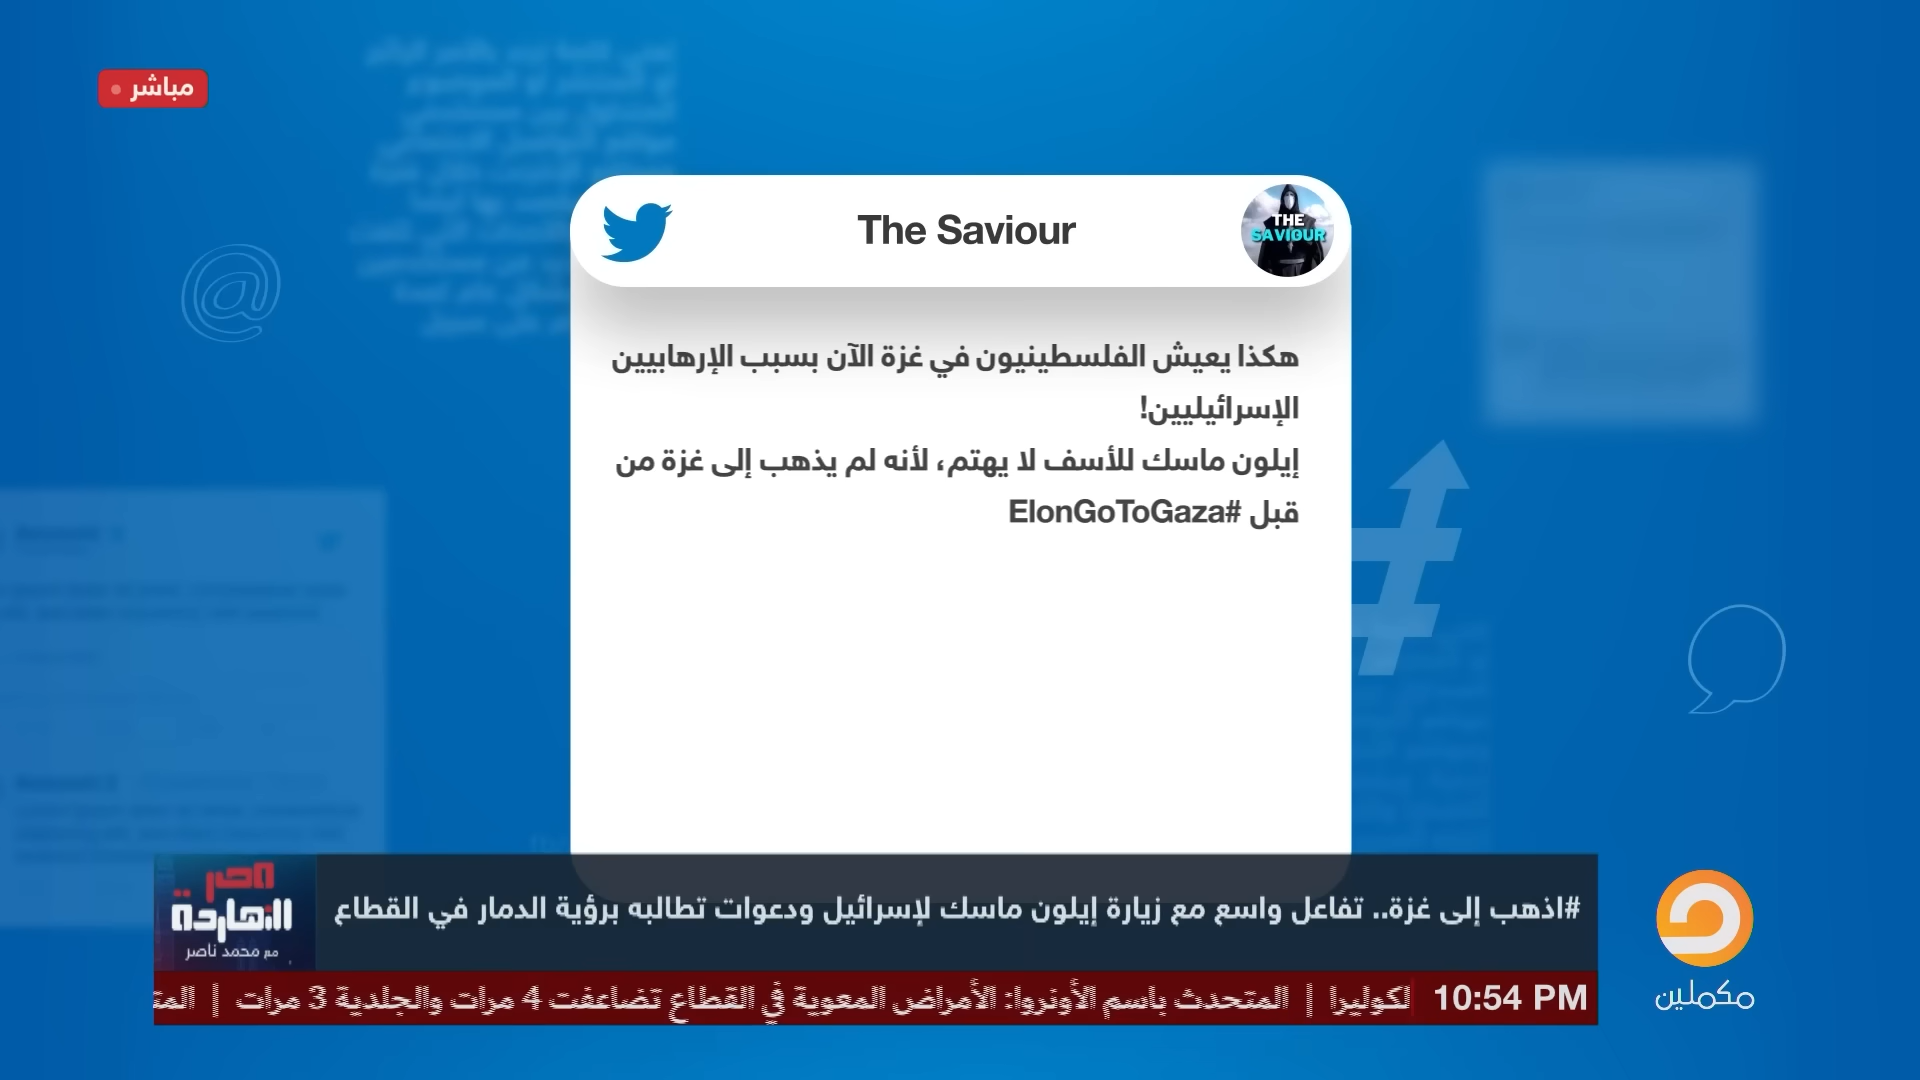 مباشر
The Saviour
THE
SAVIOUR
هكذا يعيش الفلسطينيون في غزة الآن بسبب الإرهابيين
الإسرائيليين!
إيلون ماسك للأسف لا يهتم، لأنه لم يذهب إلى غزة من
قبل #ElonGoToGaza
#اذهب إلى غزة.. تفاعل واسع مع زيارة إيلون ماسك لإسرائيل ودعوات تطالبه برؤية الدمار في القطاع
مصر
النهاردة
مع محمد ناصر
10:54 PM
لكوليرا | المتحدث باسم الأونروا: الأمراض المعوية في القطاع تضاعفت 4 مرات والجلدية 3 مرات |
مكملين